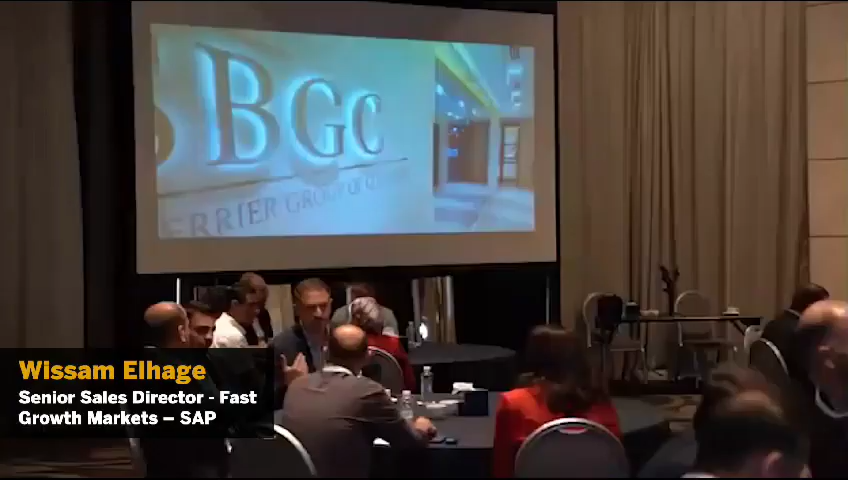 BGC
ERRIER GROUP OF
Wissam Elhage
Senior Sales Director - Fast
Growth Markets – SAP